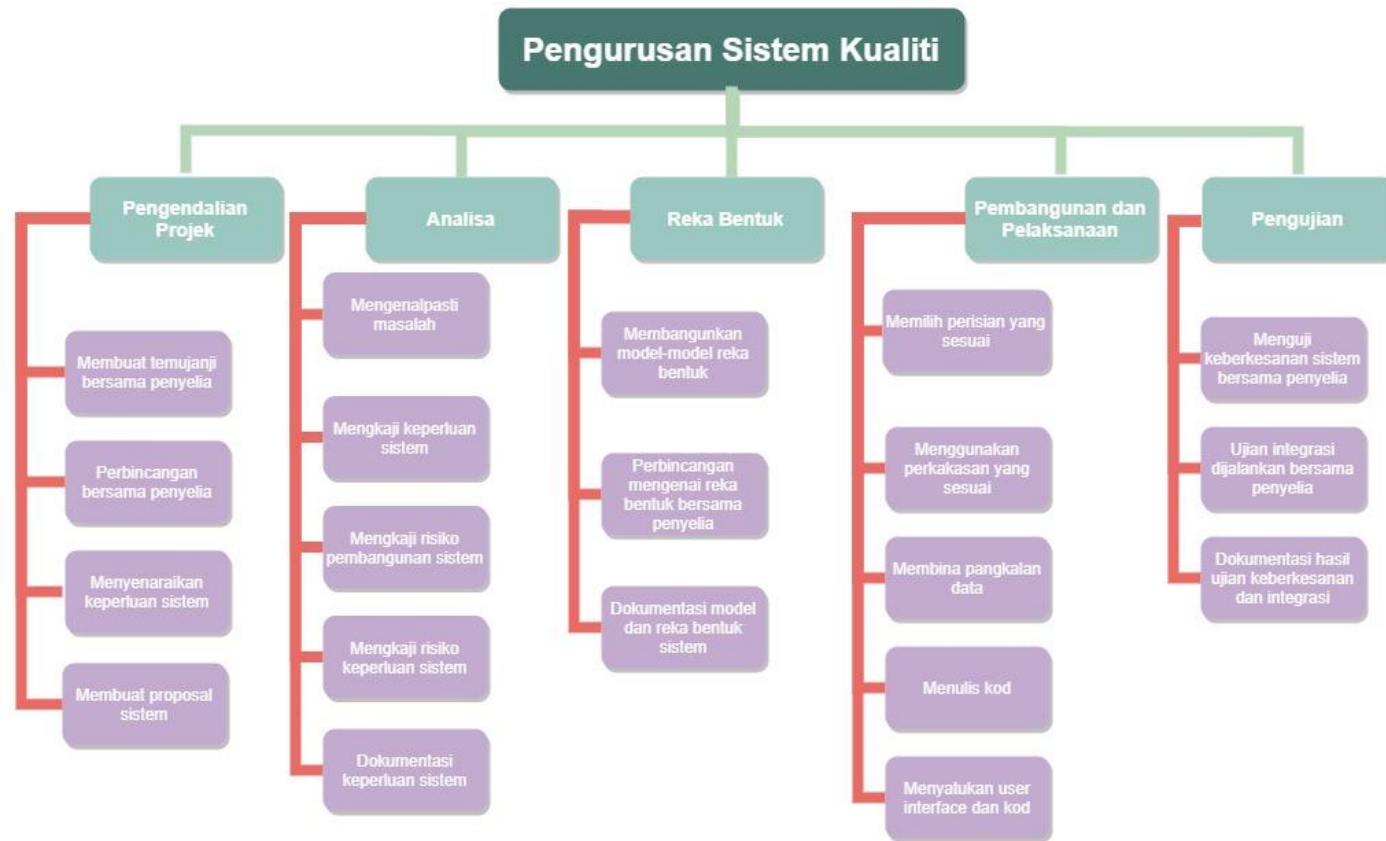 Pengurusan Sistem Kualiti
Pengendalian
Projek
Membuat temujanji
bersama penyelia
Perbincangan
bersama penyelia
Menyenaraikan
keperluan sistem
Membuat proposal
sistem
Analisa
Mengenalpasti
masalah
Mengkaji keperluan
sistem
Mengkaji risiko
pembangunan sistem
Mengkaji risiko
keperluan sistem
Dokumentasi
keperluan sistem
Reka Bentuk
Membangunkan
model-model reka
bentuk
Perbincangan
mengenai reka
bentuk bersama
penyelia
Dokumentasi model
dan reka bentuk
sistem
Pembangunan dan
Pelaksanaan
Memilih perisian yang
sesuai
Menggunakan
perkakasan yang
sesuai
Membina pangkalan
data
Menulis kod
Menyatukan user
interface dan kod
Pengujian
Menguji
keberkesanan sistem
bersama penyelia
Ujian integrasi
dijalankan bersama
penyelia
Dokumentasi hasil
ujian keberkesanan
dan integrasi